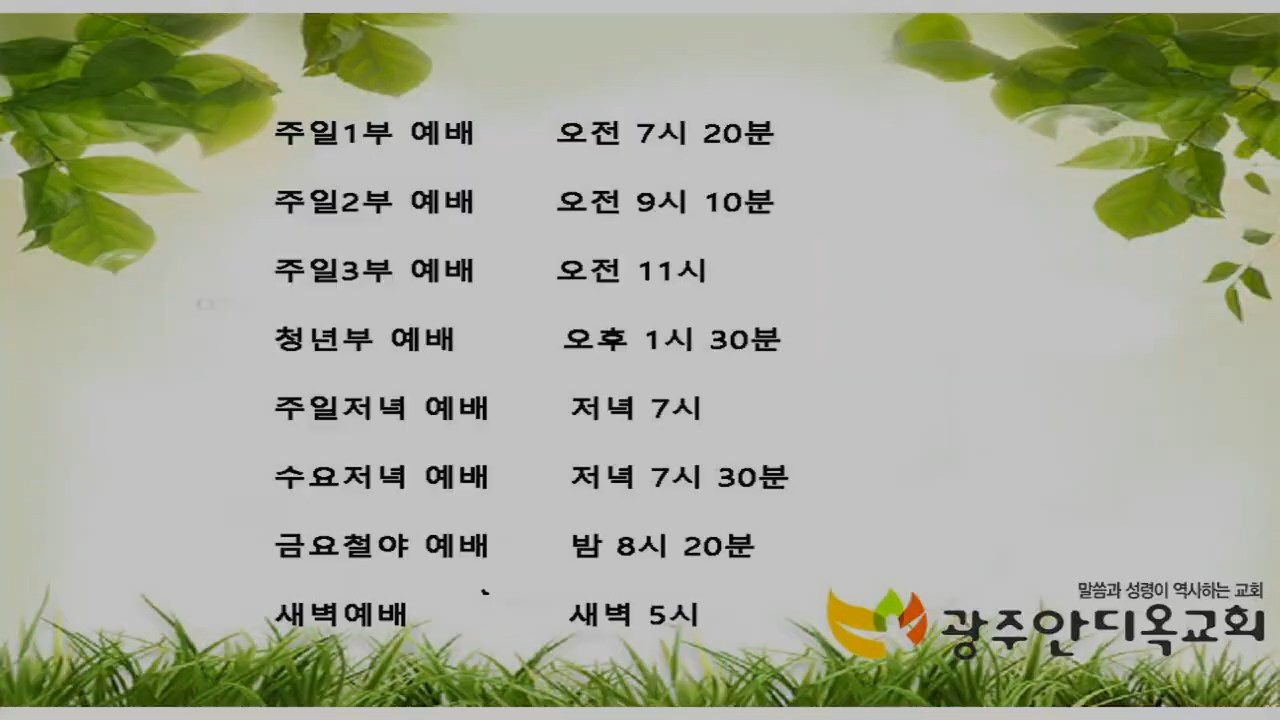 주일1부 예배 오전 7시 20분
주일2부 예배 오전 9시 10분
주일3부 예배 오전 11시
청년부 예배 오후 1시 30분
주일저녁 예배 저녁 7시
수요저녁 예배 저녁 7시 30분
금요철야 예배 밤 8시 20분
새벽예배 새벽 5시
말씀과 성령이 역사하는 교회
광주안디옥교회